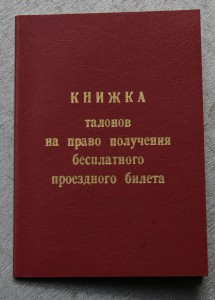 КНИЖКА
талонов
на право получения
бесплатного
проездного билета